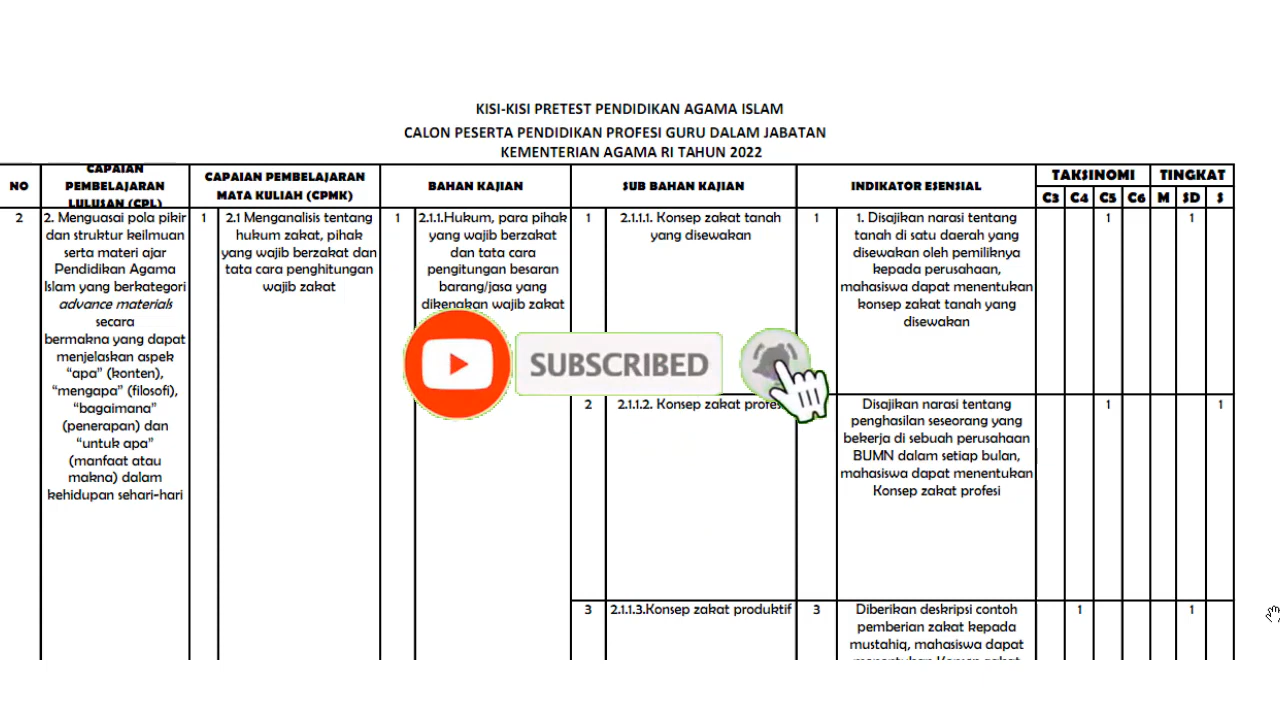 KISI-KISI PRETEST PENDIDIKAN AGAMA ISLAM
CALON PESERTA PENDIDIKAN PROFESI GURU DALAM JABATAN
KEMENTERIAN AGAMA RI TAHUN 2022
NO
CAPAIAN
PEMBELAJARAN
LULUSAN (CPL)
CAPAIAN PEMBELAJARAN
MATA KULIAH (CPMK)
BAHAN KAJIAN
SUB BAHAN KAJIAN
INDIKATOR ESENSIAL
TAKSINOMI
TINGKAT
C3 C4 C5 C6 M SD S
2
2. Menguasai pola pikir
dan struktur keilmuan
serta materi ajar
Pendidikan Agama
Islam yang berkategori
advance materials
secara
bermakna yang dapat
menjelaskan aspek
“apa” (konten),
“mengapa” (filosofi),
“bagaimana”
(penerapan) dan
“untuk apa”
(manfaat atau
makna) dalam
kehidupan sehari-hari
1
2.1 Menganalisis tentang
hukum zakat, pihak
yang wajib berzakat dan
tata cara penghitungan
wajib zakat
1
2.1.1.Hukum, para pihak
yang wajib berzakat
dan tata cara
pengitungan besaran
barang/jasa yang
dikenakan wajib zakat
1
2.1.1.1. Konsep zakat tanah
yang disewakan
1
1. Disajikan narasi tentang
tanah di satu daerah yang
disewakan oleh pemiliknya
kepada perusahaan,
mahasiswa dapat menentukan
konsep zakat tanah yang
disewakan
1
1
SUBSCRIBED
2
2.1.1.2. Konsep zakat
Disajikan narasi tentang
penghasilan seseorang yang
bekerja di sebuah perusahaan
BUMN dalam setiap bulan,
mahasiswa dapat menentukan
Konsep zakat profesi
1
1
3
2.1.1.3.Konsep zakat produktif
3
Diberikan deskripsi contoh
pemberian zakat kepada
mustahiq, mahasiswa dapat
1
1